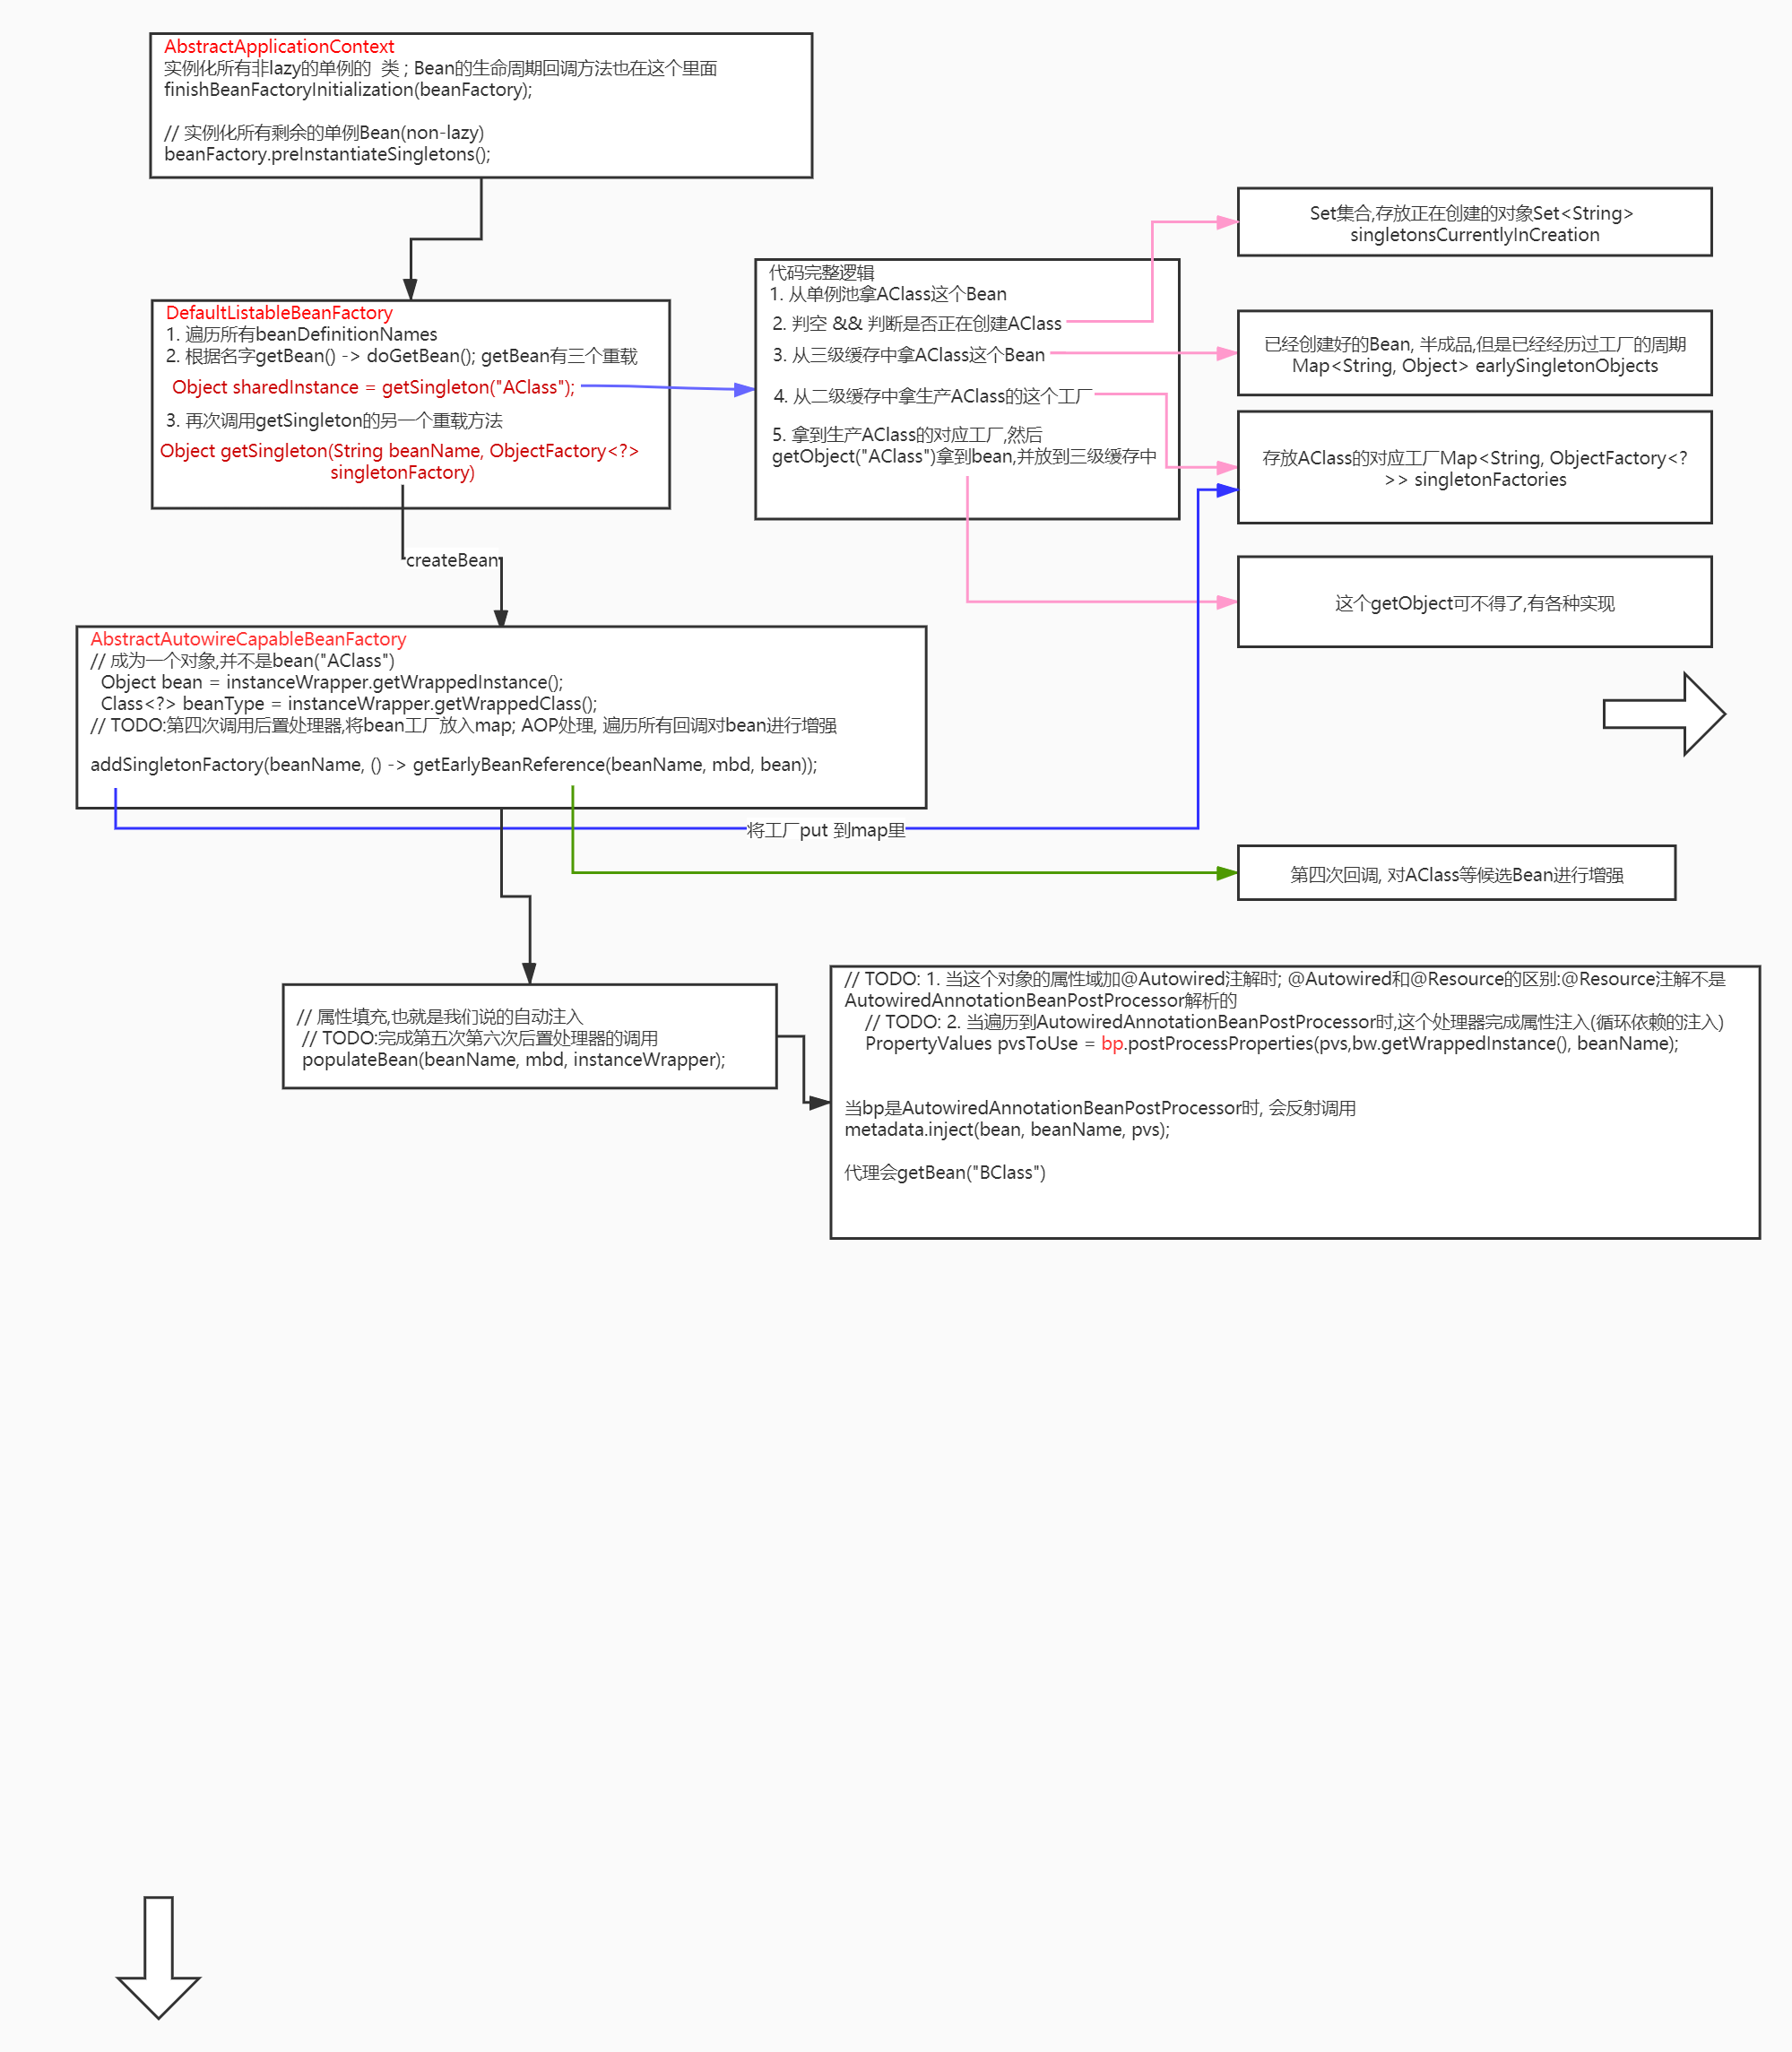 AbstractApplicationContext
实例化所有非lazy的单例的 类 ; Bean的生命周期回调方法也在这个里面
finishBeanFactoryInitialization(beanFactory);
// 实例化所有剩余的单例Bean(non-lazy)
beanFactory.preInstantiateSingletons();
DefaultListableBeanFactory
1. 遍历所有beanDefinitionNames
2. 根据名字getBean() -> doGetBean(); getBean有三个重载
Object sharedInstance = getSingleton("AClass");
3. 再次调用getSingleton的另一个重载方法
Object getSingleton(String beanName, ObjectFactory<?>
singletonFactory)
代码完整逻辑
1. 从单例池拿AClass这个Bean
2. 判空 && 判断是否正在创建AClass
3. 从三级缓存中拿AClass这个Bean
4. 从二级缓存中拿生产AClass的这个工厂
5. 拿到生产AClass的对应工厂,然后
getObject("AClass")拿到bean,并放到三级缓存中
Set集合,存放正在创建的对象Set<String>
singletonsCurrentlyInCreation
已经创建好的Bean, 半成品,但是已经经历过工厂的周期
Map<String, Object> earlySingletonObjects
存放AClass的对应工厂Map<String, ObjectFactory<?
>> singletonFactories
这个getObject可不得了,有各种实现
createBean
AbstractAutowireCapableBeanFactory
// 成为一个对象,并不是bean("AClass")
Object bean = instanceWrapper.getWrappedInstance();
Class<?> beanType = instanceWrapper.getWrappedClass();
// TODO:第四次调用后置处理器,将bean工厂放入map; AOP处理, 遍历所有回调对bean进行增强
addSingletonFactory(beanName, () -> getEarlyBeanReference(beanName, mbd, bean));
将工厂put 到map里
第四次回调, 对AClass等候选Bean进行增强
// 属性填充,也就是我们说的自动注入
// TODO:完成第五次第六次后置处理器的调用
populateBean(beanName, mbd, instanceWrapper);
// TODO: 1. 当这个对象的属性域加@Autowired注解时; @Autowired和@Resource的区别:@Resource注解不是
AutowiredAnnotationBeanPostProcessor解析的
// TODO: 2. 当遍历到AutowiredAnnotationBeanPostProcessor时,这个处理器完成属性注入(循环依赖的注入)
PropertyValues pvsToUse = bp.postProcessProperties(pvs,bw.getWrappedInstance(), beanName);
当bp是AutowiredAnnotationBeanPostProcessor时, 会反射调用
metadata.inject(bean, beanName, pvs);
代理会getBean("BClass")